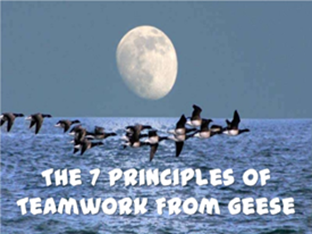 THE 7 PRINCIPLES OF
TEAMWORK FROM GEESE